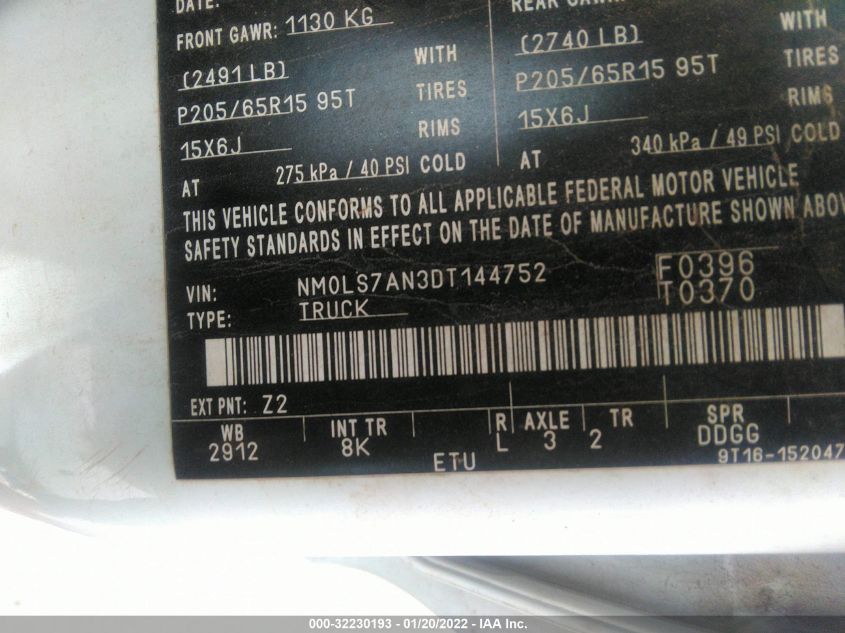 DATE:
FRONT GAWR: 1130 KG
(2491 LB) WITH
P205/65R15 95T TIRES
15X6J RIMS
AT 275 kPa / 40 PSI COLD
REAR GAWR
(2740 LB) WITH
P205/65R15 95T TIRES
15X6J RIMS
AT 340 kPa / 49 PSI COLD
THIS VEHICLE CONFORMS TO ALL APPLICABLE FEDERAL MOTOR VEHICLE
SAFETY STANDARDS IN EFFECT ON THE DATE OF MANUFACTURE SHOWN ABOV
VIN: NM0LS7AN3DT144752 F0396
TYPE: TRUCK T0370
EXT PNT: Z2
WB INT TR R AXLE TR SPR
2912 8K L 3 2 DDGG
ETU 9T16-152047
000-32230193 - 01/20/2022 - IAA Inc.